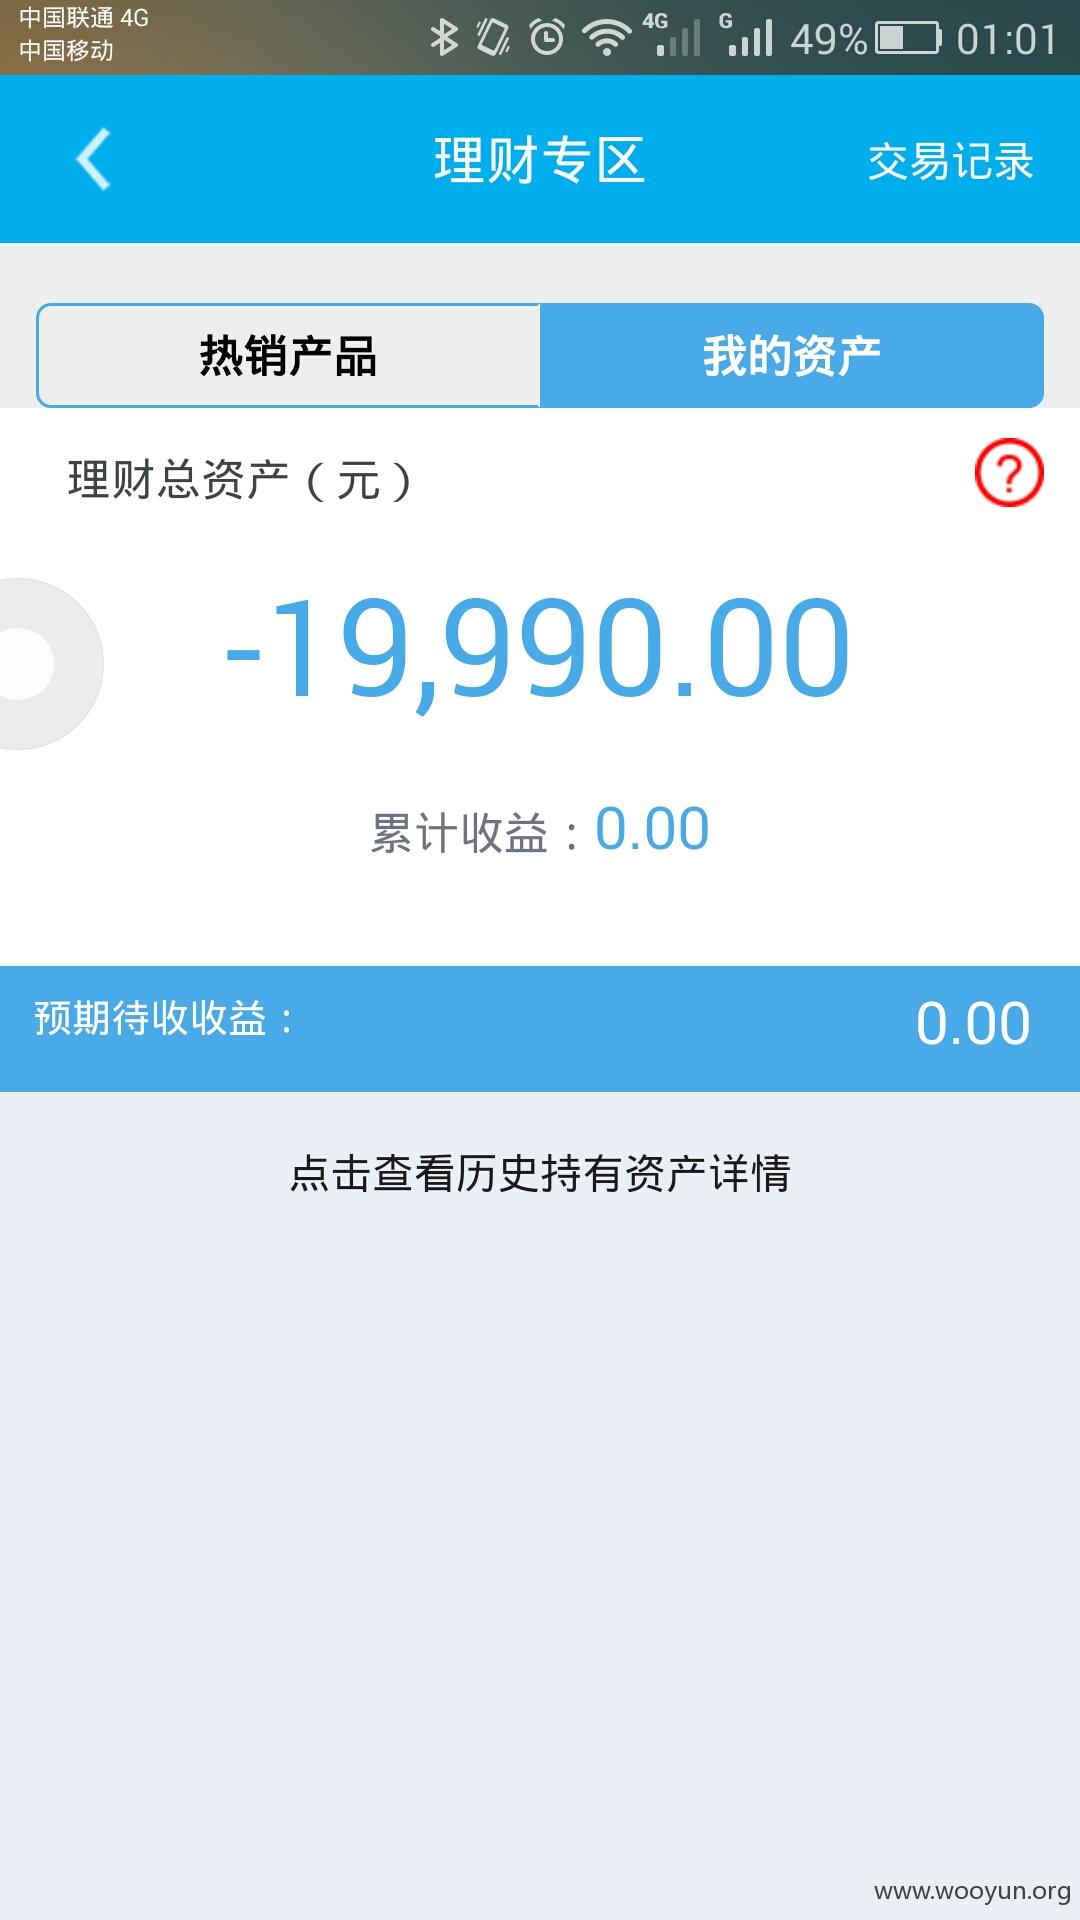 中国联通 4G
中国移动
4G
G
49%
01:01
理财专区
交易记录
热销产品
我的资产
理财总资产（元）
?
-19,990.00
累计收益：0.00
预期待收收益：
0.00
点击查看历史持有资产详情
www.wooyun.org